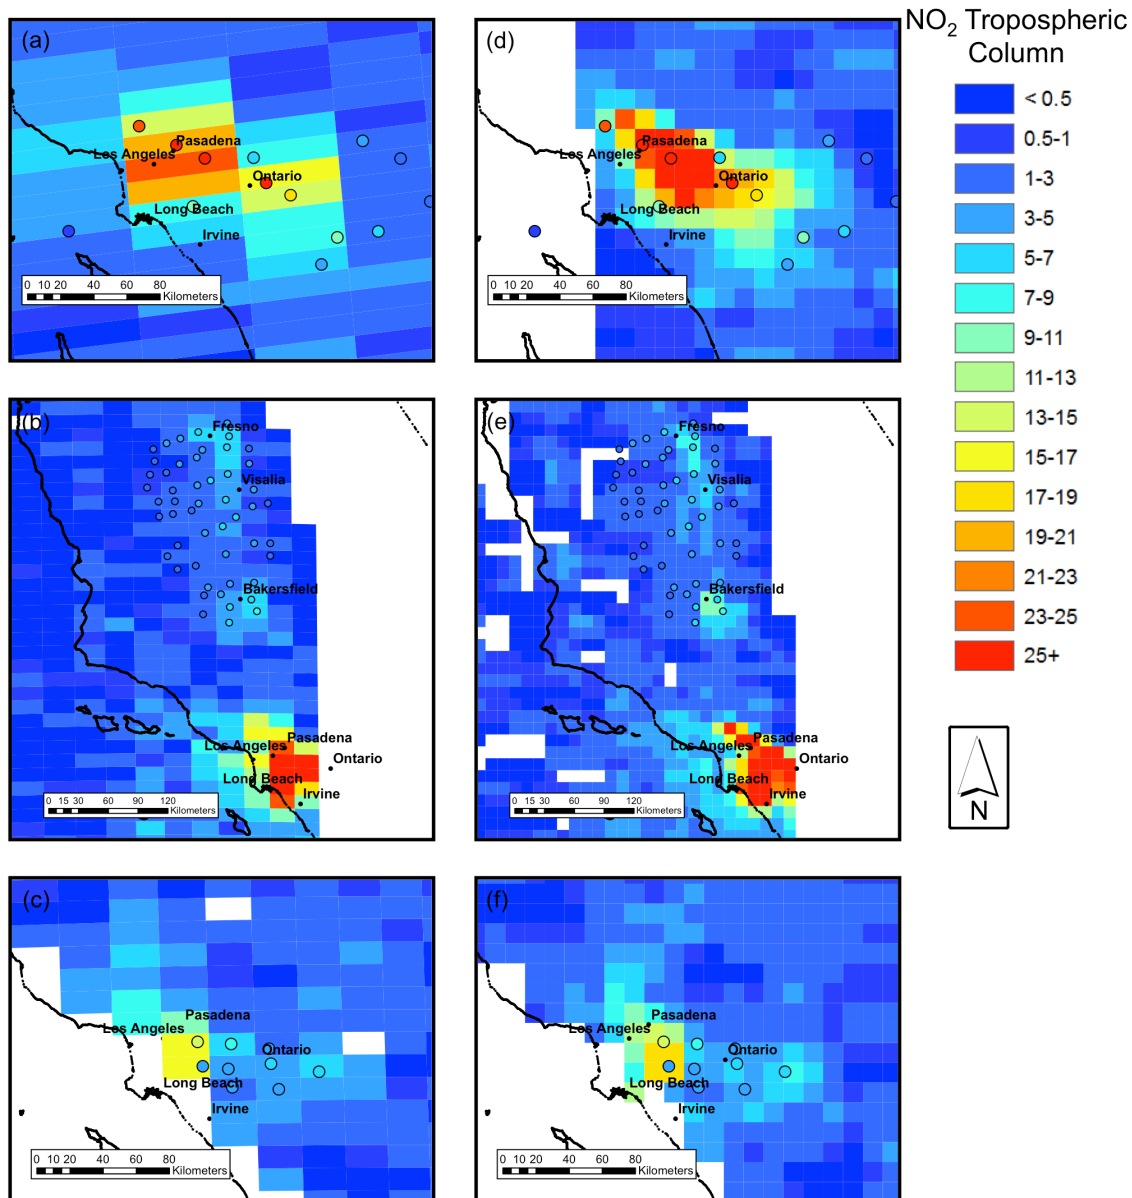 NO2 Tropospheric
Column
< 0.5
0.5-1
1-3
3-5
5-7
7-9
9-11
11-13
13-15
15-17
17-19
19-21
21-23
23-25
25+
N
(a)
Pasadena
Los Angeles
Ontario
Long Beach
Irvine
0 10 20 40 60 80
Kilometers
(d)
Pasadena
Los Angeles
Ontario
Long Beach
Irvine
0 10 20 40 60 80
Kilometers
(b)
Fresno
Visalia
Bakersfield
Pasadena
Los Angeles
Ontario
Long Beach
Irvine
0 15 30 60 90 120
Kilometers
(e)
Fresno
Visalia
Bakersfield
Pasadena
Los Angeles
Ontario
Long Beach
Irvine
0 15 30 60 90 120
Kilometers
(c)
Pasadena
Los Angeles
Ontario
Long Beach
Irvine
0 10 20 40 60 80
Kilometers
(f)
Pasadena
Los Angeles
Ontario
Long Beach
Irvine
0 10 20 40 60 80
Kilometers